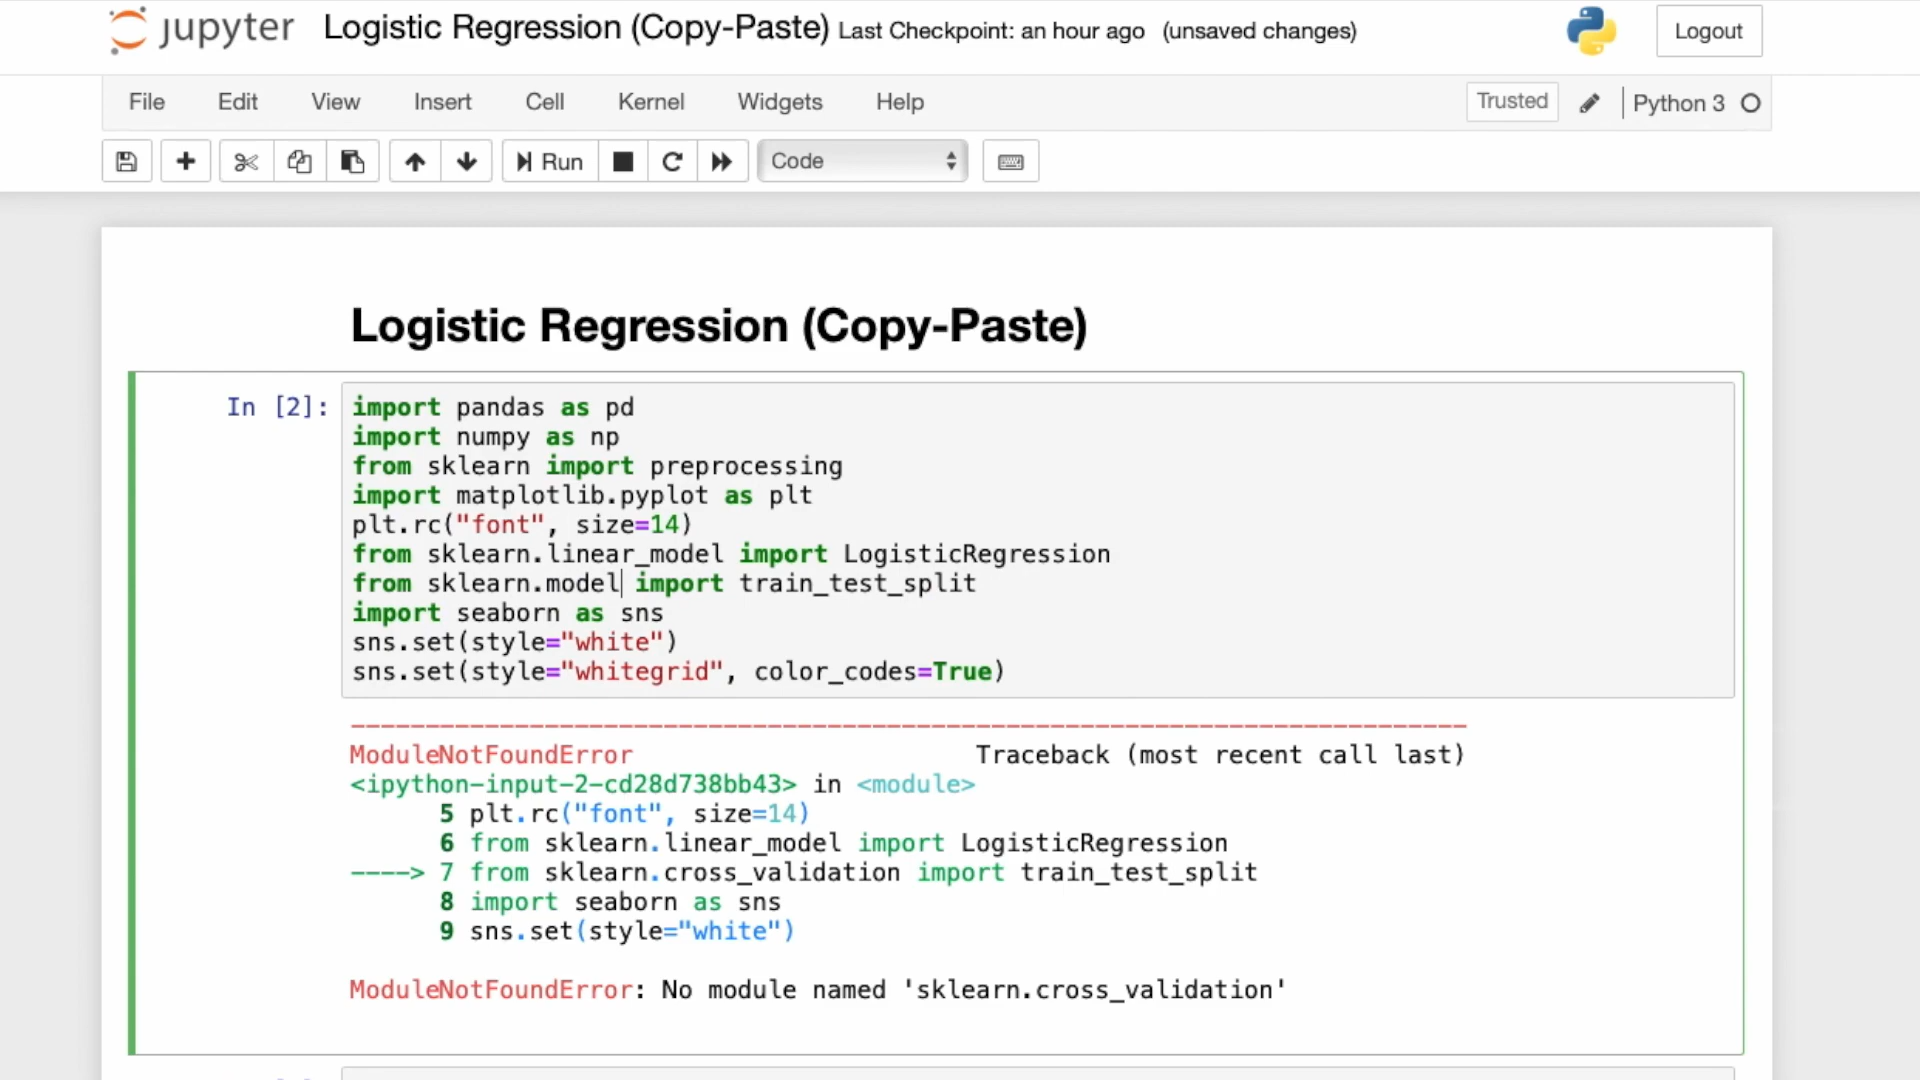 jupyter Logistic Regression (Copy-Paste) Last Checkpoint: an hour ago (unsaved changes) Logout
File Edit View Insert Cell Kernel Widgets Help Trusted Python 3
Run Code
Logistic Regression (Copy-Paste)
In [2]: import pandas as pd
import numpy as np
from sklearn import preprocessing
import matplotlib.pyplot as plt
plt.rc("font", size=14)
from sklearn.linear_model import LogisticRegression
from sklearn.model import train_test_split
import seaborn as sns
sns.set(style="white")
sns.set(style="whitegrid", color_codes=True)
---------------------------------------------------------------------------
ModuleNotFoundError Traceback (most recent call last)
<ipython-input-2-cd28d738bb43> in <module>
5 plt.rc("font", size=14)
6 from sklearn.linear_model import LogisticRegression
----> 7 from sklearn.cross_validation import train_test_split
8 import seaborn as sns
9 sns.set(style="white")
ModuleNotFoundError: No module named 'sklearn.cross_validation'